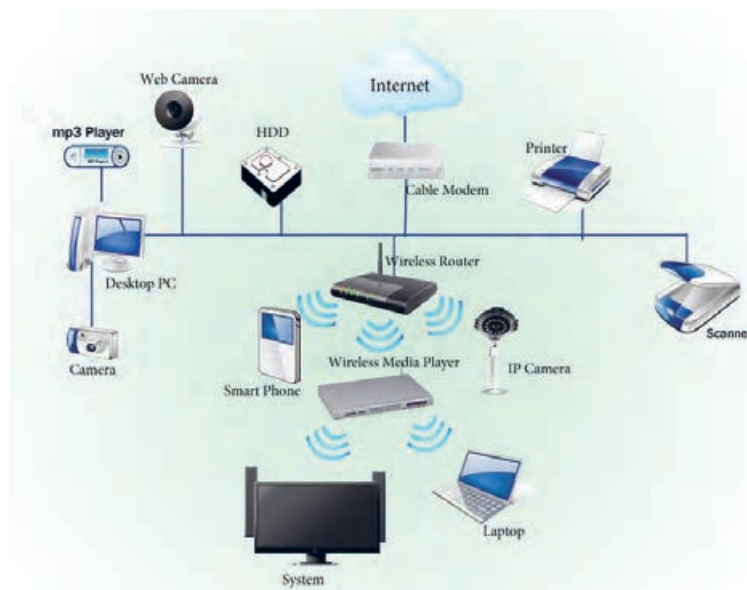 Internet
Web Camera
mp3 Player
HDD
Printer
Cable Modem
Wireless Router
Desktop PC
Scanne
Wireless Media Player
IP Camera
Camera
Smart Phone
Laptop
System